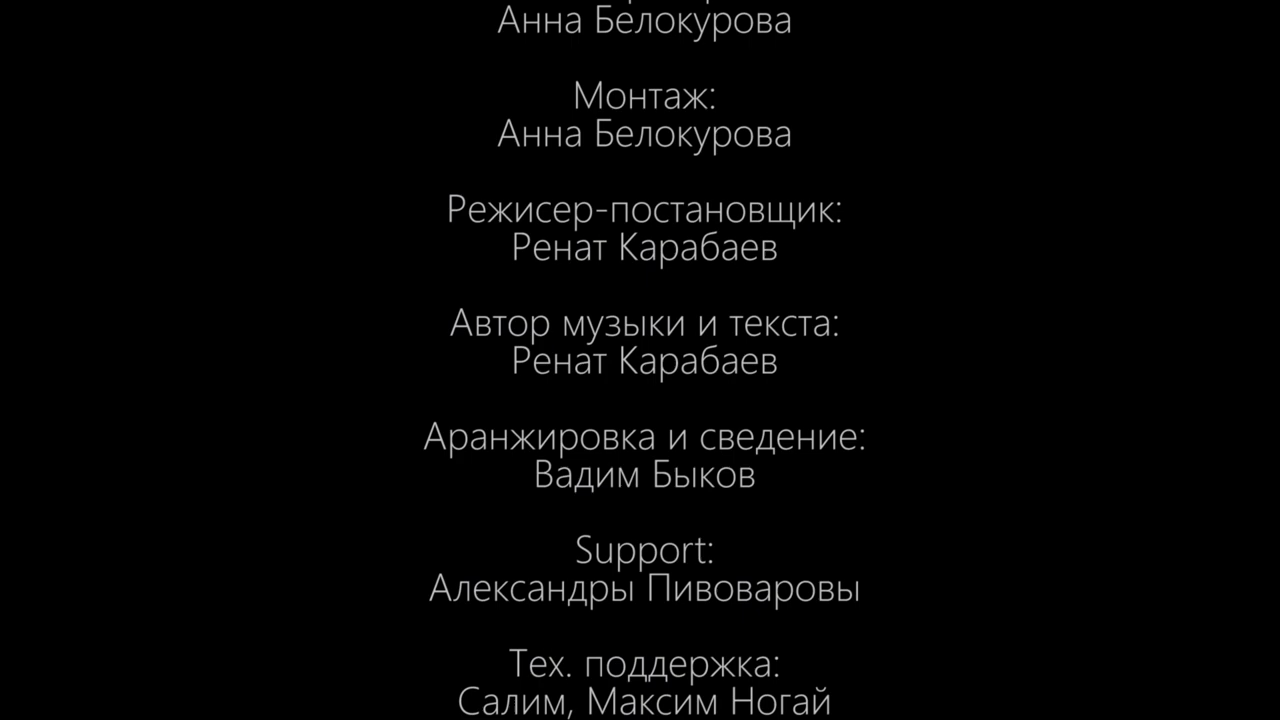 Анна Белокурова
Монтаж:
Анна Белокурова
Режисер-постановщик:
Ренат Карабаев
Автор музыки и текста:
Ренат Карабаев
Аранжировка и сведение:
Вадим Быков
Support:
Александры Пивоваровы
Тех. поддержка:
Салим, Максим Ногай